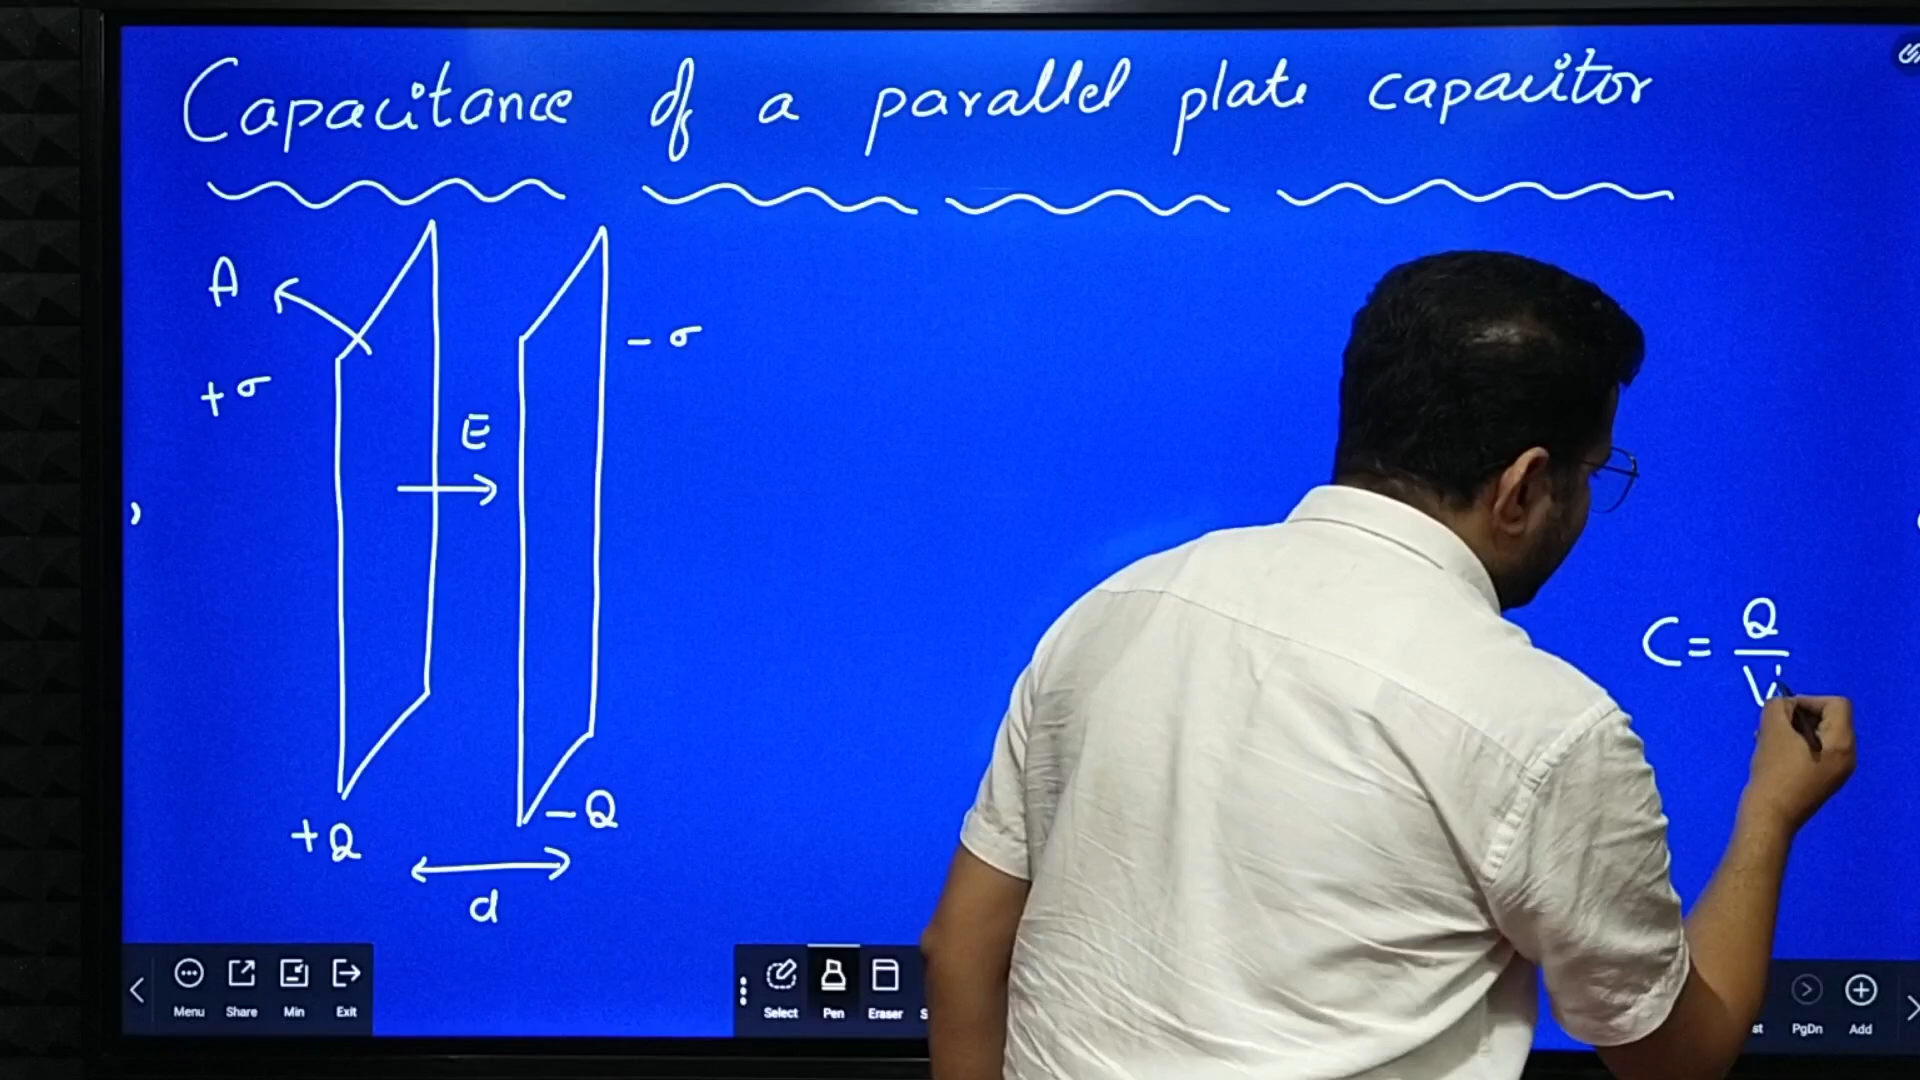 Capacitance of a parallel plate capacitor
A
+σ
-σ
E
C = Q
V
+Q
-Q
d
Menu Share Min Exit
Select Pen Eraser
PgDn Add